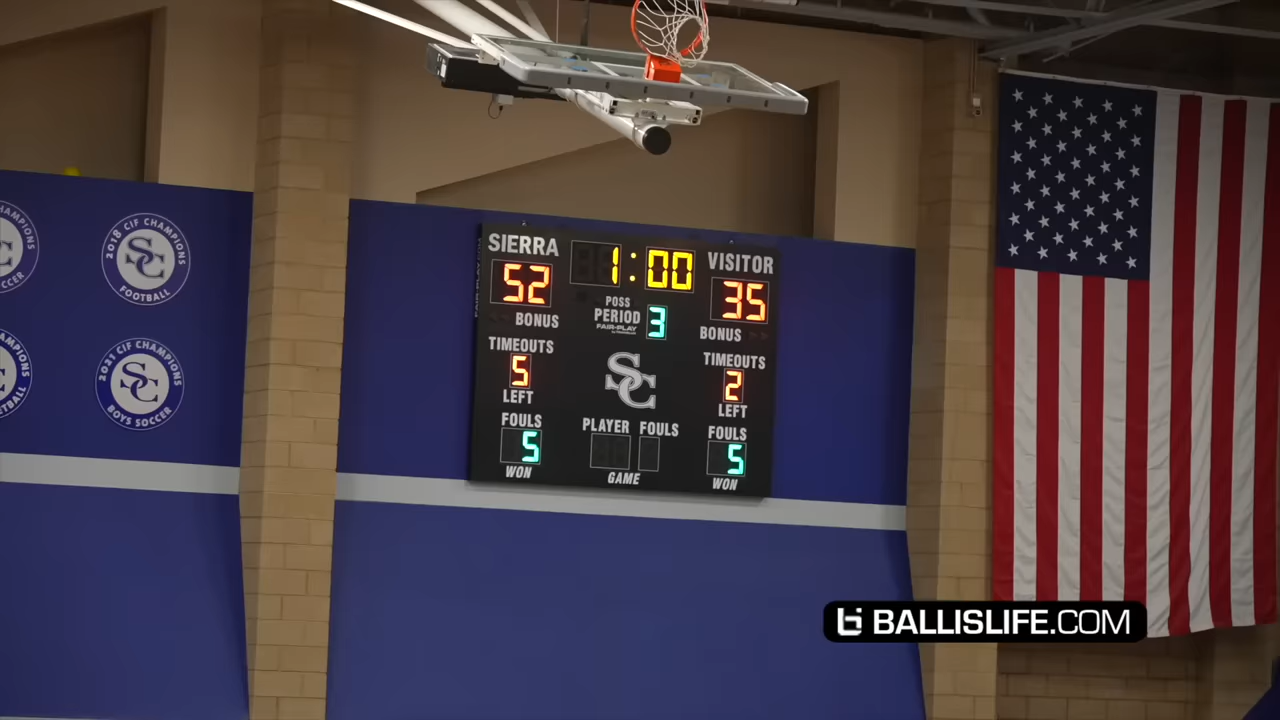 SIERRA
1:00
VISITOR
52
35
POSS
PERIOD 3
FAIR-PLAY
BONUS
BONUS
TIMEOUTS
TIMEOUTS
5
2
LEFT
LEFT
SC
FOULS
PLAYER FOULS
FOULS
5
5
WON
GAME
WON
2018 CIF CHAMPIONS
SC
FOOTBALL
2021 CIF CHAMPIONS
SC
BOYS SOCCER
BALLISLIFE.COM